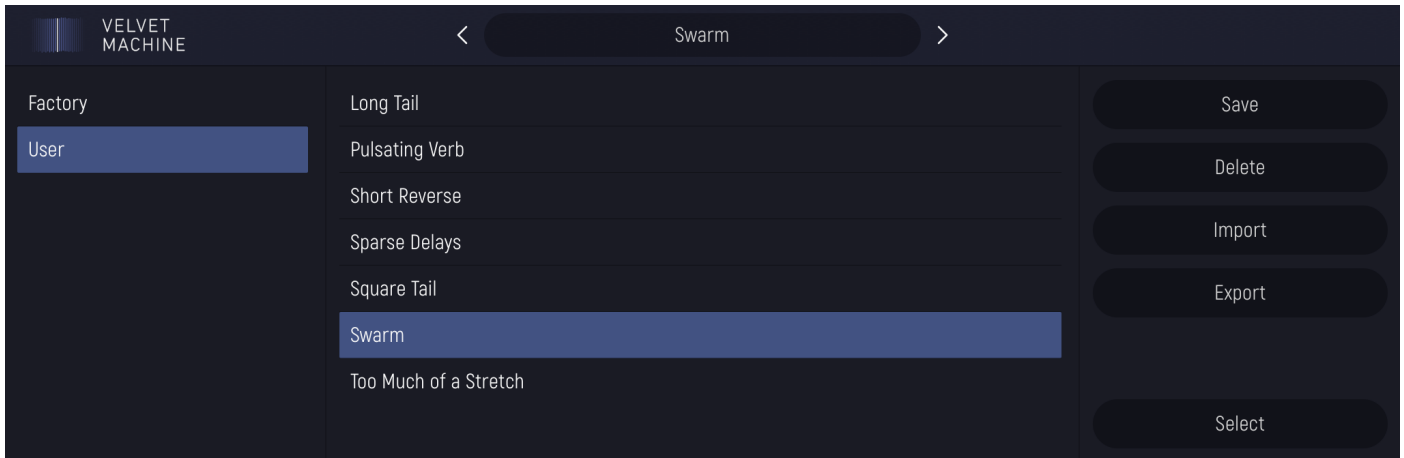 VELVET
MACHINE
Swarm
Factory
User
Long Tail
Pulsating Verb
Short Reverse
Sparse Delays
Square Tail
Swarm
Too Much of a Stretch
Save
Delete
Import
Export
Select